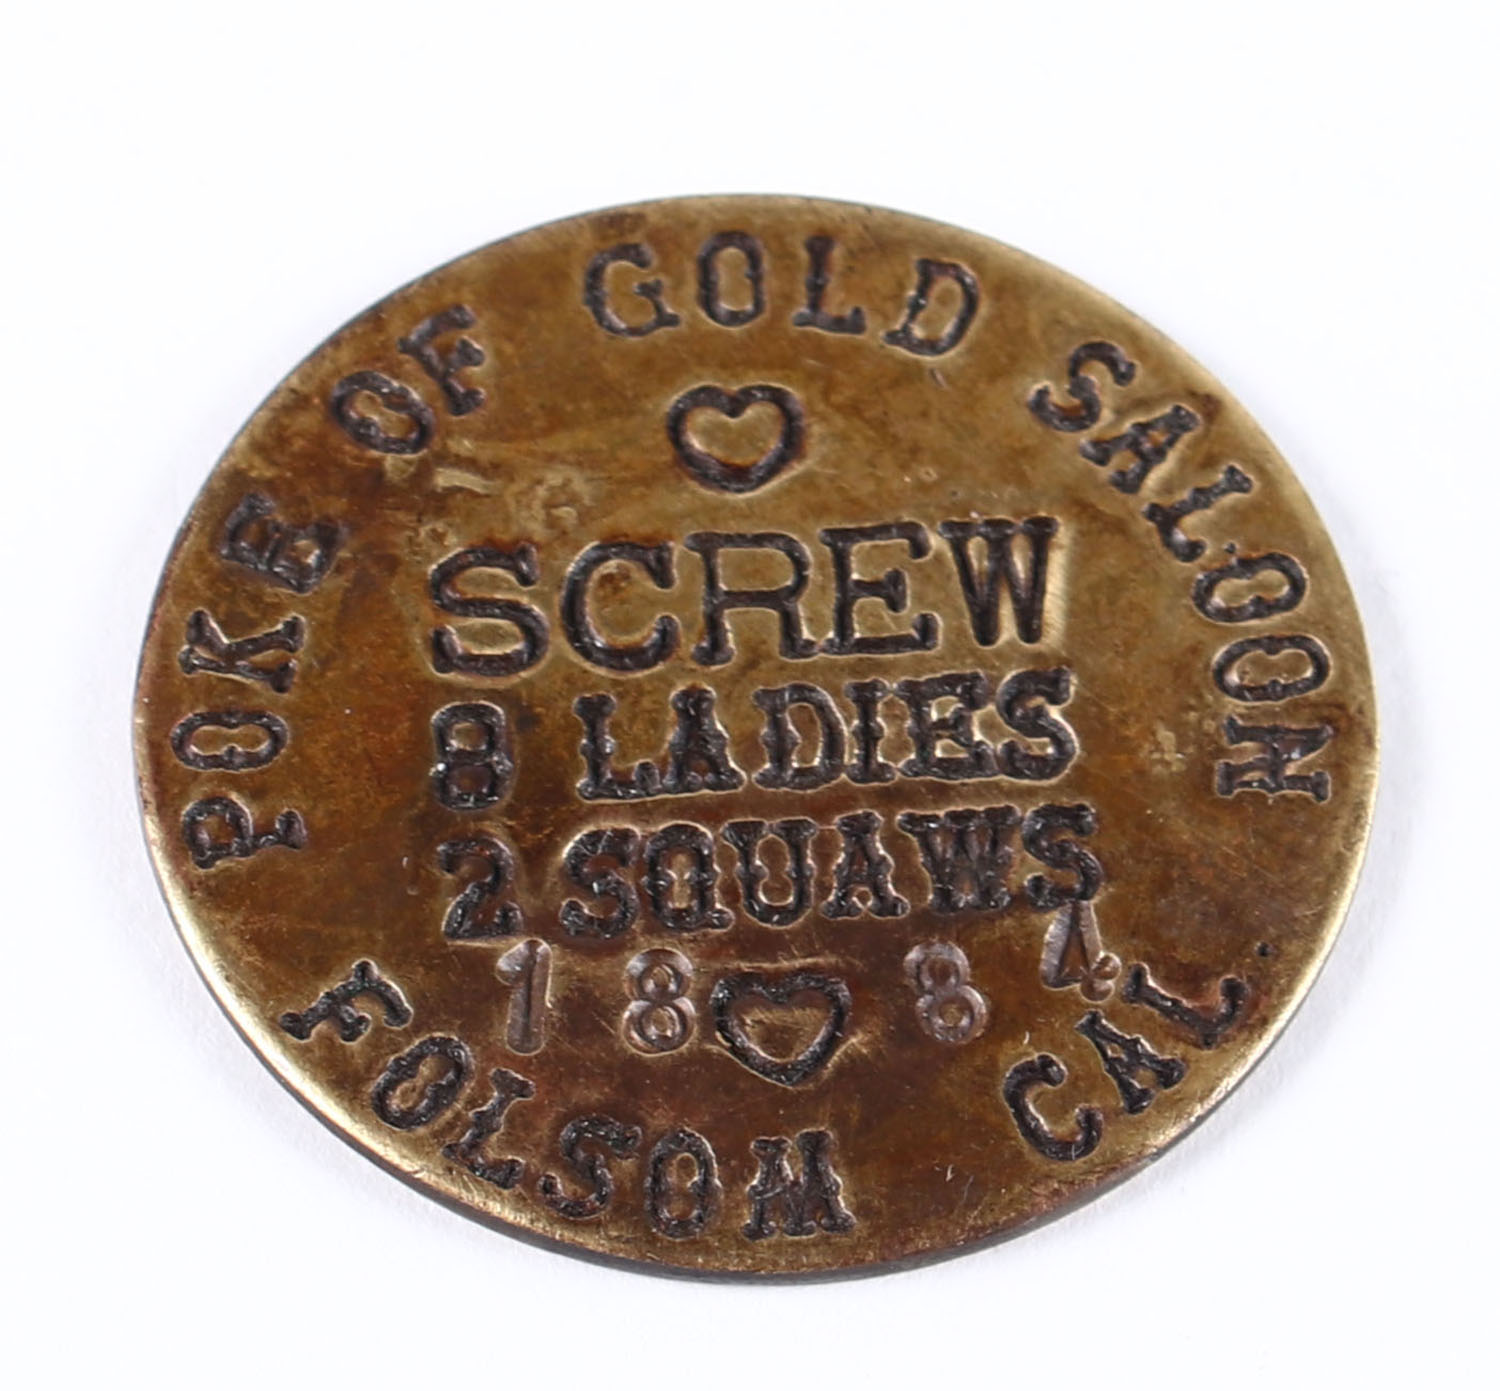 POKE OF GOLD SALOON
SCREW
8 LADIES
2 SQUAWS
1884
FOLSOM CAL.